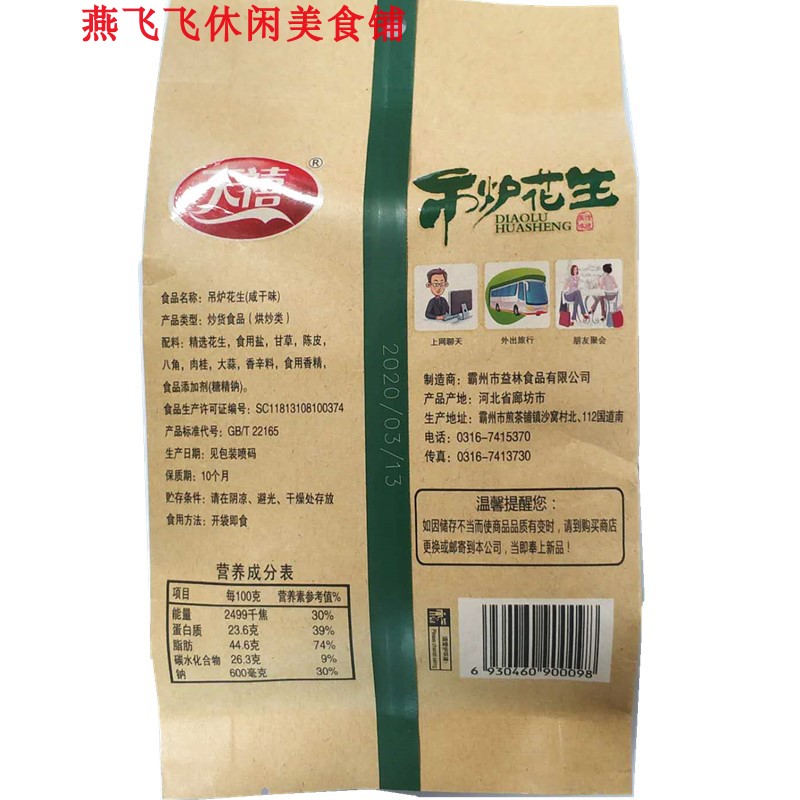 燕飞飞休闲美食铺
天禧
®
吊炉花生
DIAOLU
HUASHENG
上网聊天
外出旅行
朋友聚会
食品名称：吊炉花生(咸干味)
产品类型：炒货食品（烘炒类）
配料：精选花生，食用盐，甘草，陈皮，
八角，肉桂，大蒜，香辛料，食用香精，
食品添加剂(糖精钠)。
食品生产许可证编号：SC11813108100374
产品标准代号：GB/T 22165
生产日期：见包装喷码
保质期：10个月
贮存条件：请在阴凉、避光、干燥处存放
食用方法：开袋即食
2020/03/13
制造商：霸州市益林食品有限公司
产品产地：河北省廊坊市
生产地址：霸州市煎茶铺镇沙窝村北、112国道南
电话：0316-7415370
传真：0316-7413730
温馨提醒您：
如因储存不当而使商品品质有变时，请到购买商店
更换或邮寄到本公司，当即奉上新品！
营养成分表
项目 每100克 营养素参考值%
能量 2499千焦 30%
蛋白质 23.6克 39%
脂肪 44.6克 74%
碳水化合物 26.3克 9%
钠 600毫克 30%
6 930460 900098